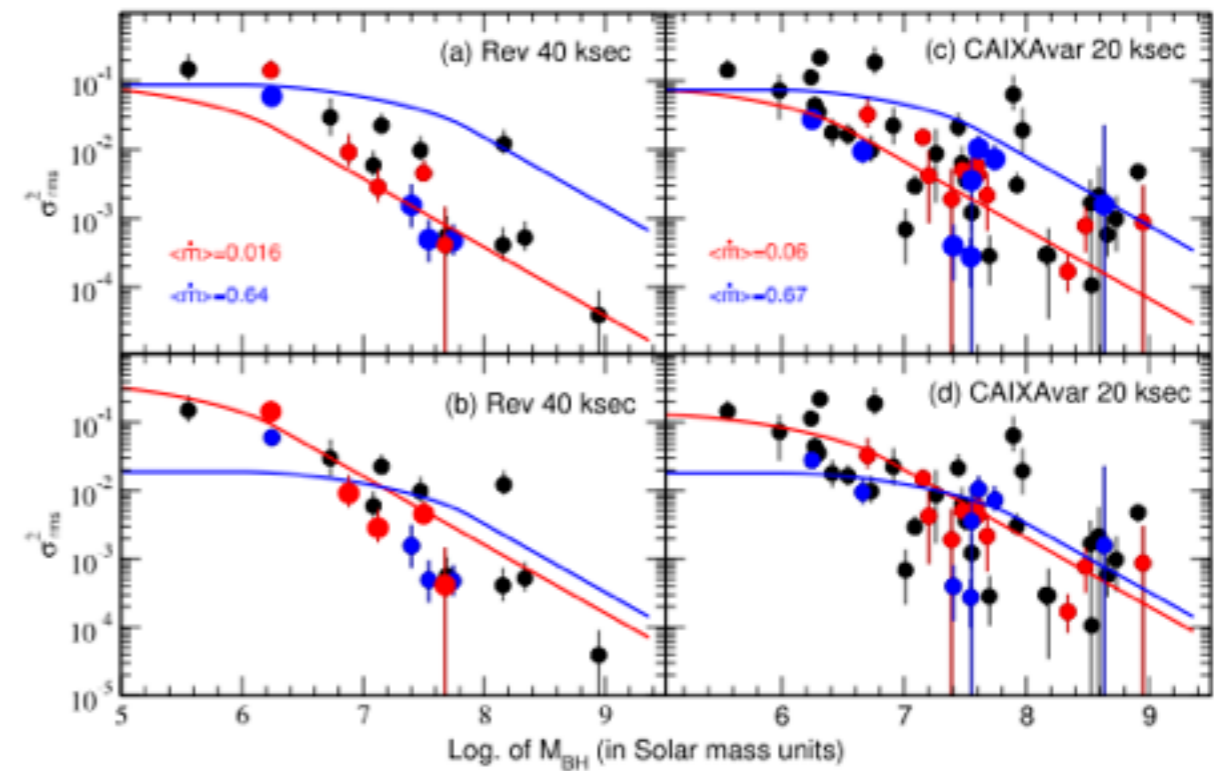 (a) Rev 40 ksec
(c) CAIXAvar 20 ksec
10⁻¹
10⁻²
10⁻³
10⁻⁴
σ²rms
<ṁ>=0.016
<ṁ>=0.64
<ṁ>=0.06
<ṁ>=0.67
(b) Rev 40 ksec
(d) CAIXAvar 20 ksec
10⁻¹
10⁻²
10⁻³
10⁻⁴
10⁻⁵
σ²rms
5 6 7 8 9 6 7 8 9
Log. of M_BH (in Solar mass units)